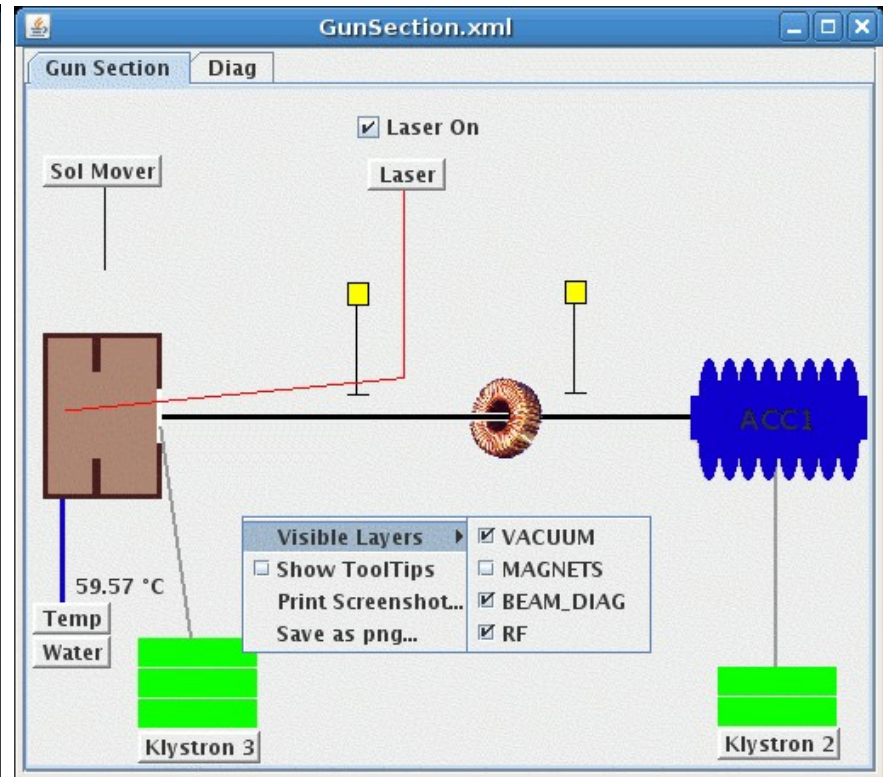 GunSection.xml
Gun Section Diag
Laser On
Sol Mover
Laser
ACC1
Visible Layers VACUUM
Show ToolTips MAGNETS
Print Screenshot... BEAM_DIAG
Save as png... RF
59.57 °C
Temp
Water
Klystron 3
Klystron 2